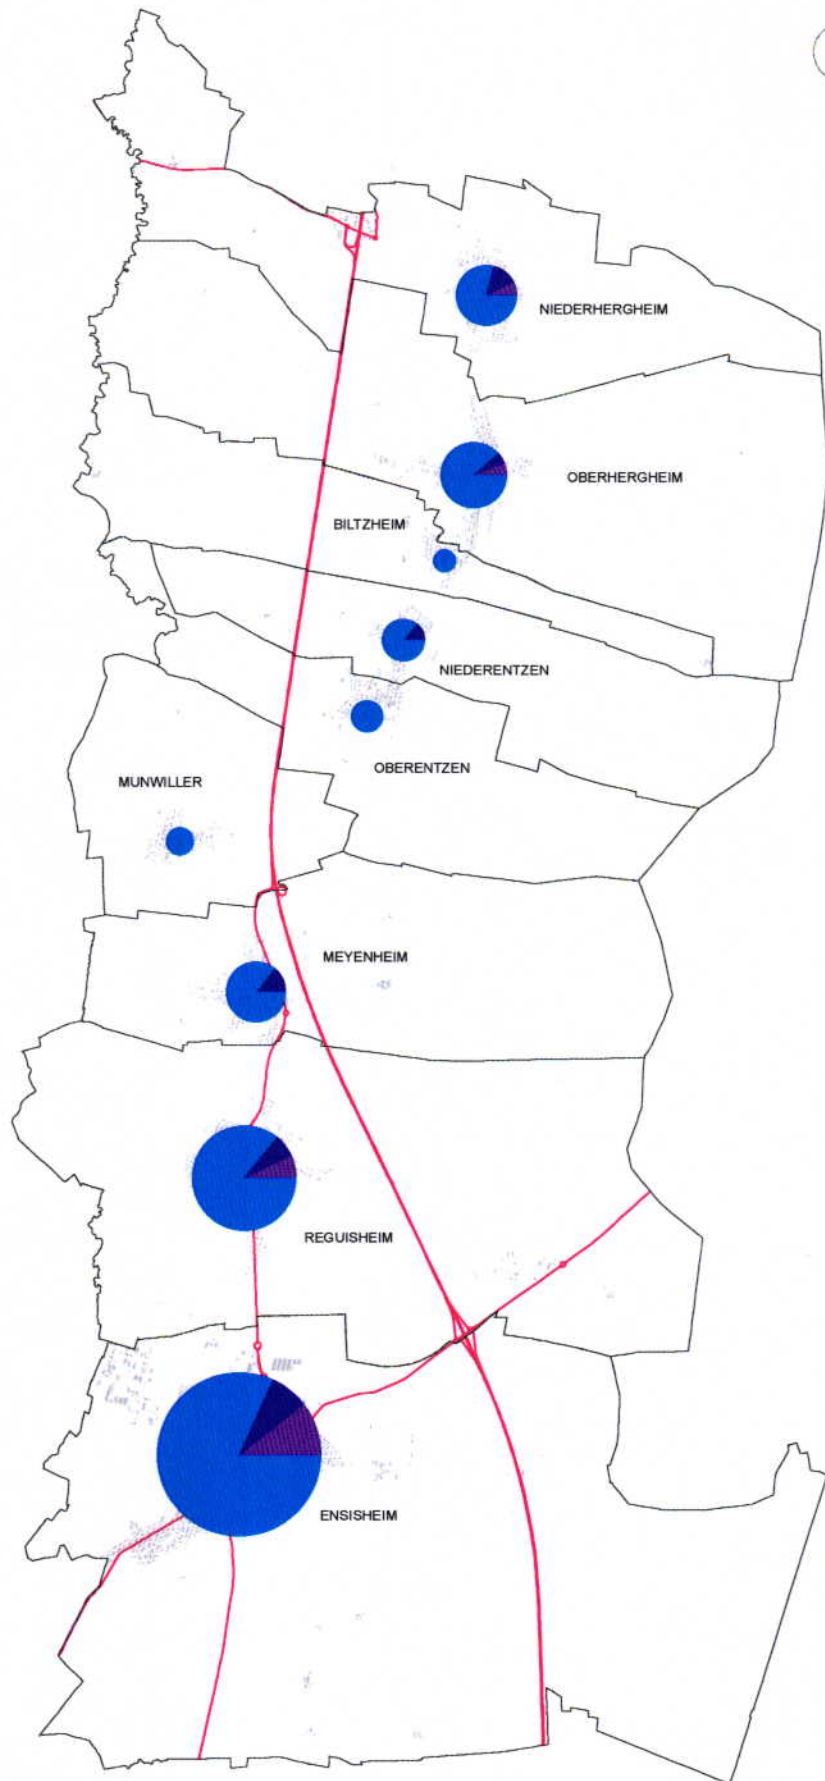 NIEDERHERGHEIM
OBERHERGHEIM
BILTZHEIM
NIEDERENTZEN
OBERENTZEN
MUNWILLER
MEYENHEIM
REGUISHEIM
ENSISHEIM